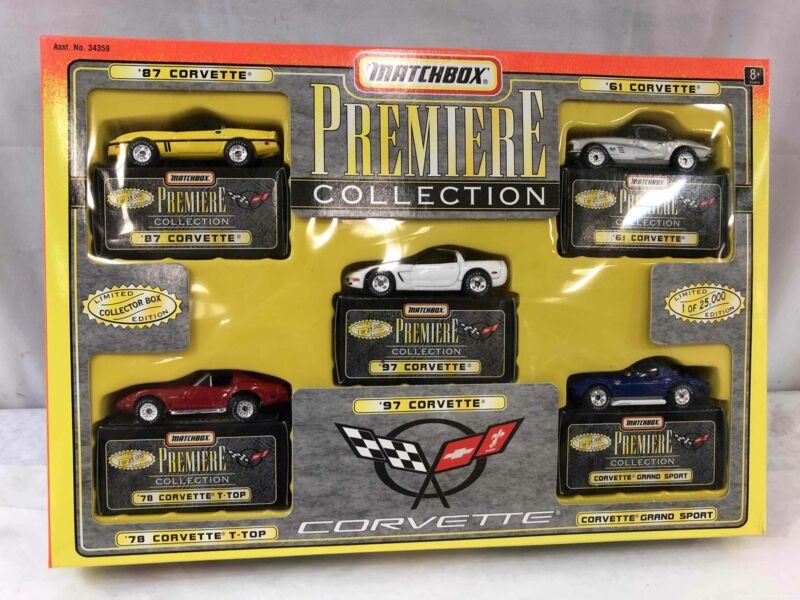 Asst. No. 34359
'87 CORVETTE®
MATCHBOX®
PREMIERE
COLLECTION
'61 CORVETTE®
8+
MATCHBOX
PREMIERE
COLLECTION
'87 CORVETTE®
MATCHBOX
PREMIERE
COLLECTION
'61 CORVETTE®
LIMITED
COLLECTOR BOX
EDITION
MATCHBOX
PREMIERE
COLLECTION
'97 CORVETTE®
LIMITED
1 OF 25,000
EDITION
'97 CORVETTE®
MATCHBOX
PREMIERE
COLLECTION
'78 CORVETTE® T-TOP
MATCHBOX
PREMIERE
COLLECTION
CORVETTE® GRAND SPORT
CORVETTE®
'78 CORVETTE® T-TOP
CORVETTE® GRAND SPORT